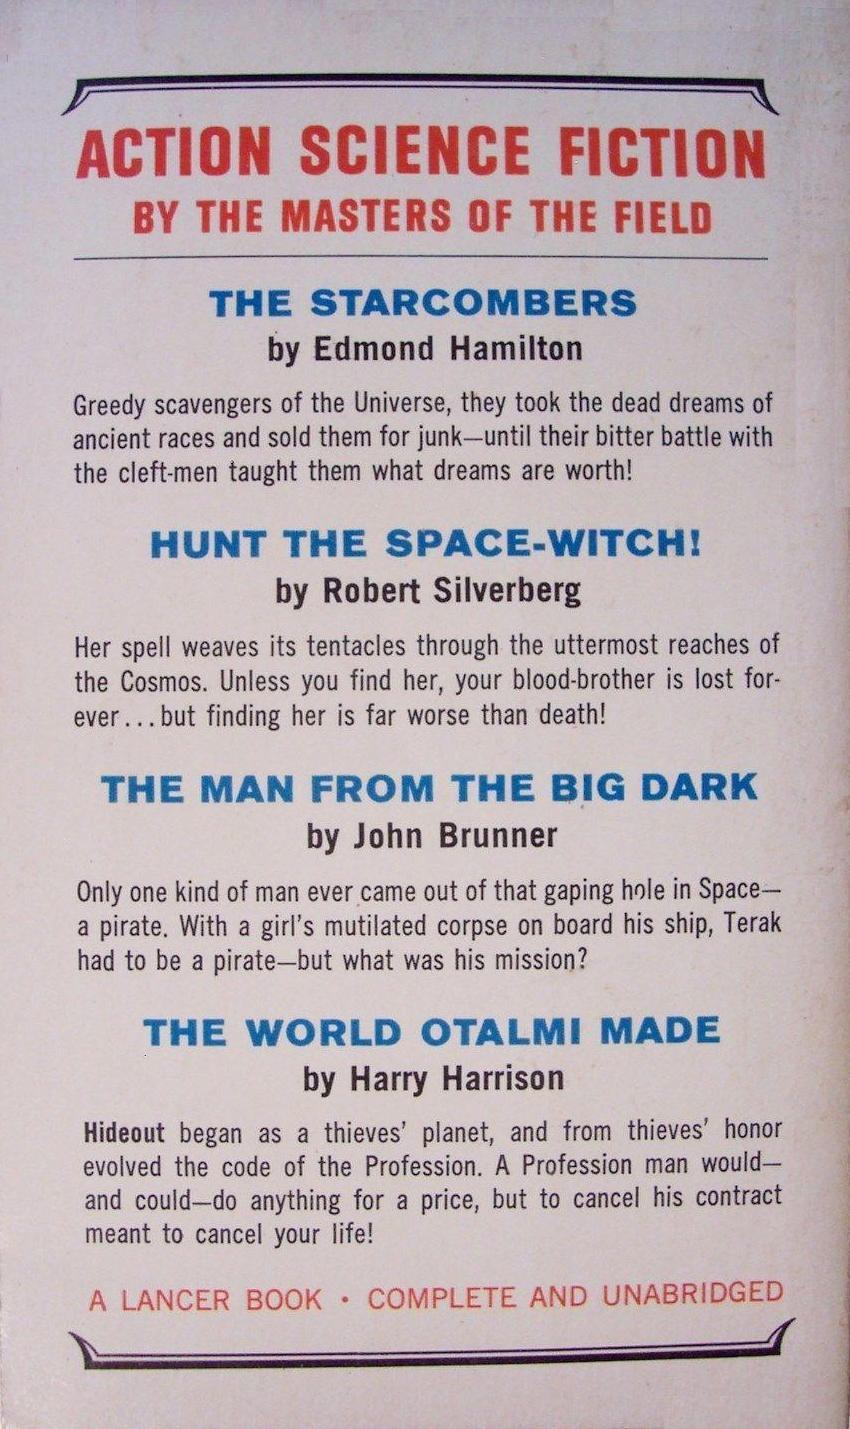 ACTION SCIENCE FICTION
BY THE MASTERS OF THE FIELD
THE STARCOMBERS
by Edmond Hamilton
Greedy scavengers of the Universe, they took the dead dreams of
ancient races and sold them for junk—until their bitter battle with
the cleft-men taught them what dreams are worth!
HUNT THE SPACE-WITCH!
by Robert Silverberg
Her spell weaves its tentacles through the uttermost reaches of
the Cosmos. Unless you find her, your blood-brother is lost for-
ever...but finding her is far worse than death!
THE MAN FROM THE BIG DARK
by John Brunner
Only one kind of man ever came out of that gaping hole in Space—
a pirate. With a girl's mutilated corpse on board his ship, Terak
had to be a pirate—but what was his mission?
THE WORLD OTALMI MADE
by Harry Harrison
Hideout began as a thieves' planet, and from thieves' honor
evolved the code of the Profession. A Profession man would—
and could—do anything for a price, but to cancel his contract
meant to cancel your life!
A LANCER BOOK • COMPLETE AND UNABRIDGED